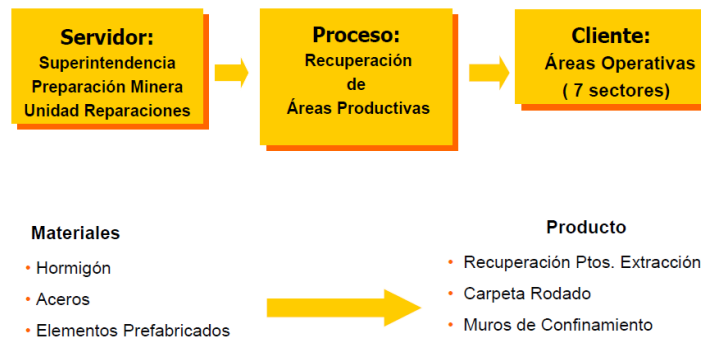 Servidor:
Superintendencia
Preparación Minera
Unidad Reparaciones
Proceso:
Recuperación
de
Áreas Productivas
Cliente:
Áreas Operativas
( 7 sectores)
Materiales
• Hormigón
• Aceros
• Elementos Prefabricados
Producto
• Recuperación Ptos. Extracción
• Carpeta Rodado
• Muros de Confinamiento